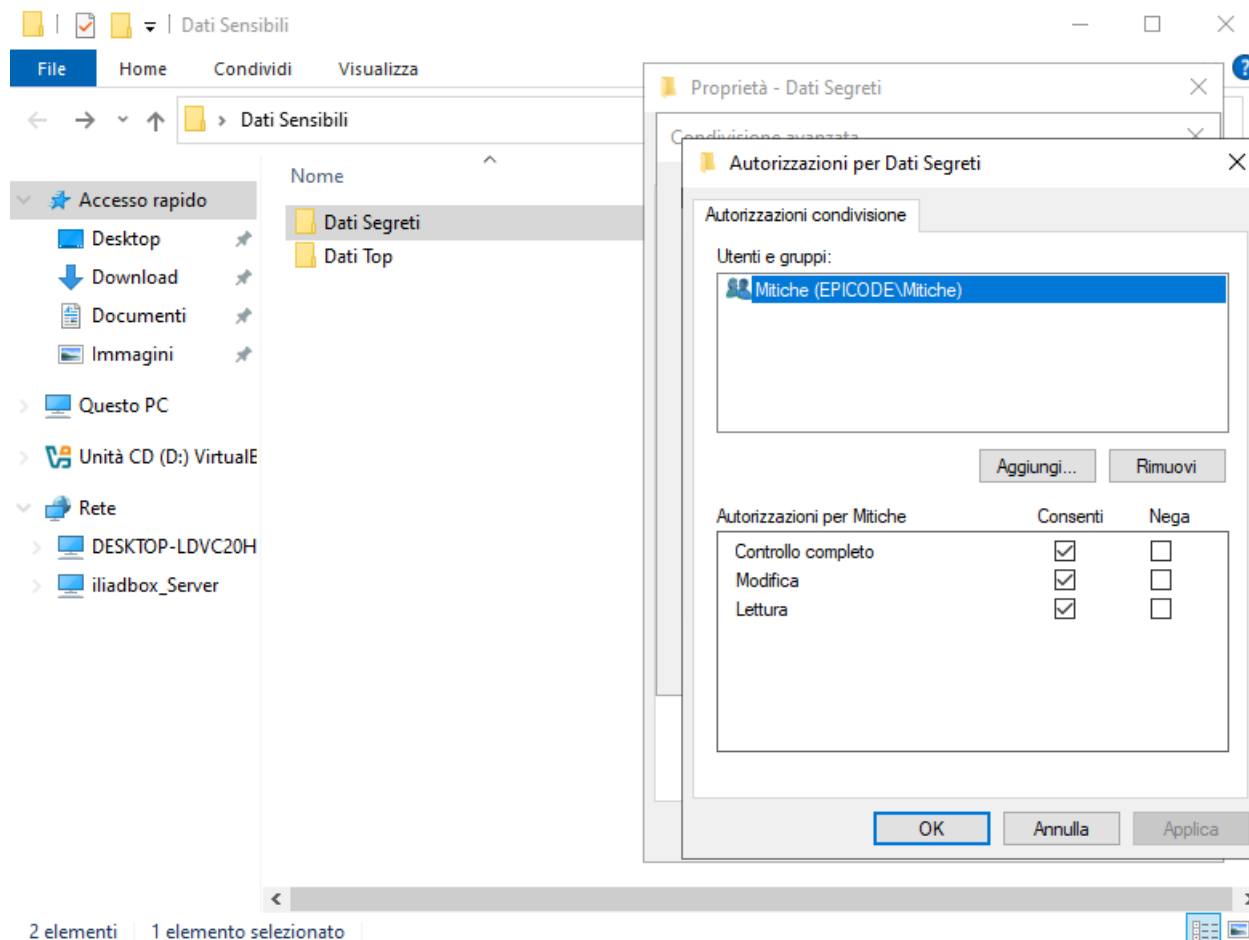 Dati Sensibili
File Home Condividi Visualizza
Dati Sensibili
Nome
Accesso rapido
Desktop
Download
Documenti
Immagini
Questo PC
Unità CD (D:) VirtualB
Rete
DESKTOP-LDVC20H
iliadbox_Server
Dati Segreti
Dati Top
Proprietà - Dati Segreti
Condivisione avanzata
Autorizzazioni per Dati Segreti
Autorizzazioni condivisione
Utenti e gruppi:
Mitiche (EPICODE\Mitiche)
Aggiungi... Rimuovi
Autorizzazioni per Mitiche Consenti Nega
Controllo completo
Modifica
Lettura
OK Annulla Applica
2 elementi 1 elemento selezionato